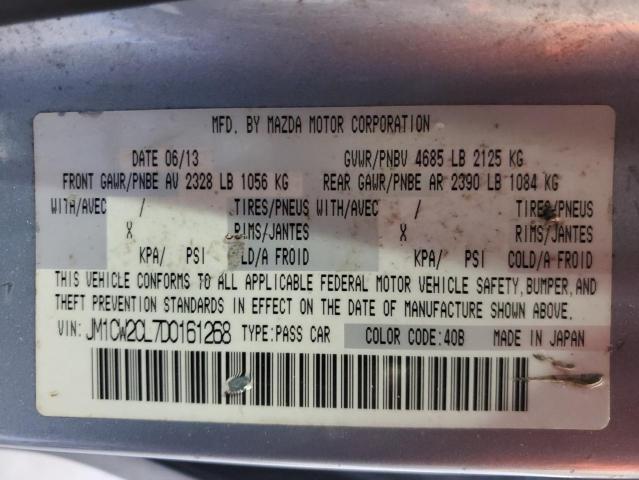 MFD. BY MAZDA MOTOR CORPORATION
DATE 06/13 GVWR/PNBV 4685 LB 2125 KG
FRONT GAWR/PNBE AV 2328 LB 1056 KG REAR GAWR/PNBE AR 2390 LB 1084 KG
WITH/AVEC / TIRES/PNEUS WITH/AVEC / TIRES/PNEUS
X RIMS/JANTES X RIMS/JANTES
KPA/ PSI LD/A FROID KPA/ PSI COLD/A FROID
THIS VEHICLE CONFORMS TO ALL APPLICABLE FEDERAL MOTOR VEHICLE SAFETY, BUMPER, AND
THEFT PREVENTION STANDARDS IN EFFECT ON THE DATE OF MANUFACTURE SHOWN ABOVE.
VIN: JM1CW2CL7D0161268 TYPE:PASS CAR COLOR CODE:40B MADE IN JAPAN